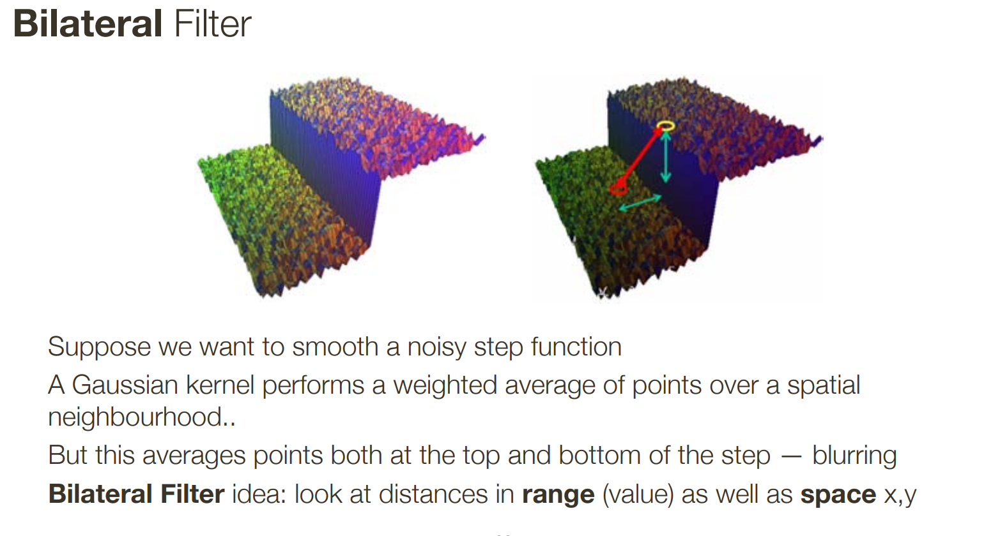 Bilateral Filter
Suppose we want to smooth a noisy step function
A Gaussian kernel performs a weighted average of points over a spatial
neighbourhood..
But this averages points both at the top and bottom of the step — blurring
Bilateral Filter idea: look at distances in range (value) as well as space x,y